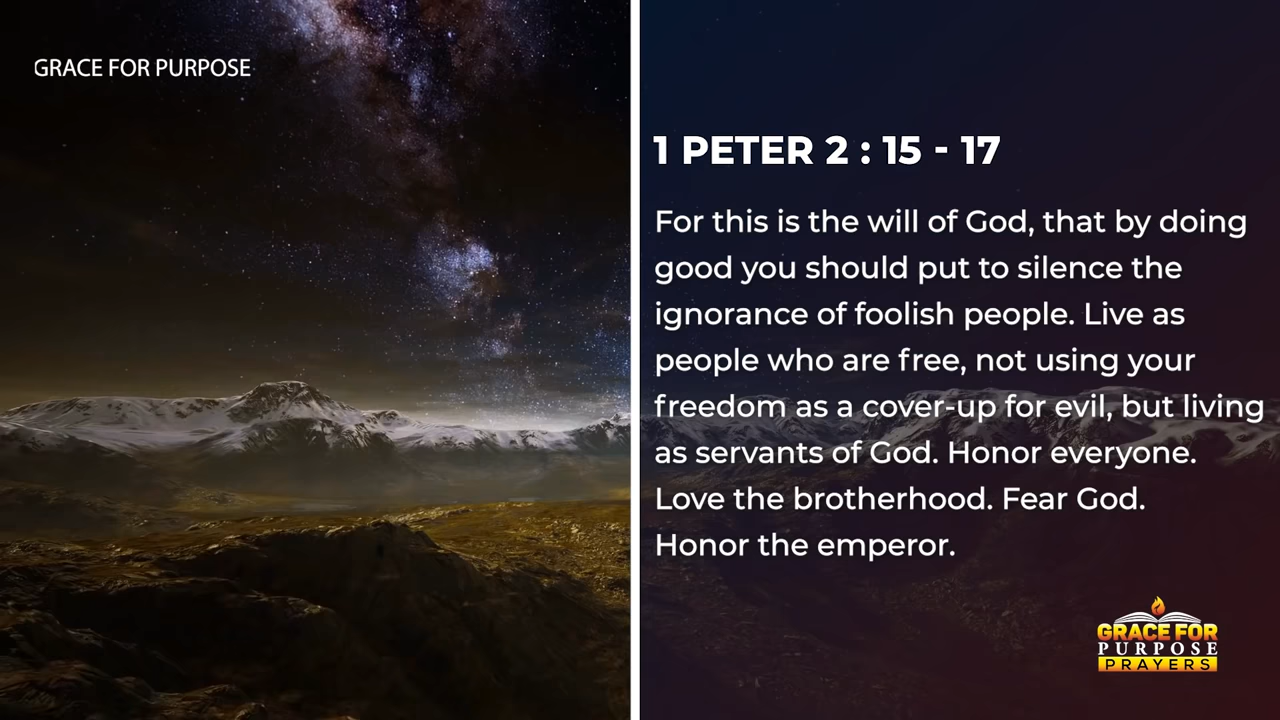 GRACE FOR PURPOSE
1 PETER 2 : 15 - 17
For this is the will of God, that by doing
good you should put to silence the
ignorance of foolish people. Live as
people who are free, not using your
freedom as a cover-up for evil, but living
as servants of God. Honor everyone.
Love the brotherhood. Fear God.
Honor the emperor.
GRACE FOR
PURPOSE
PRAYERS